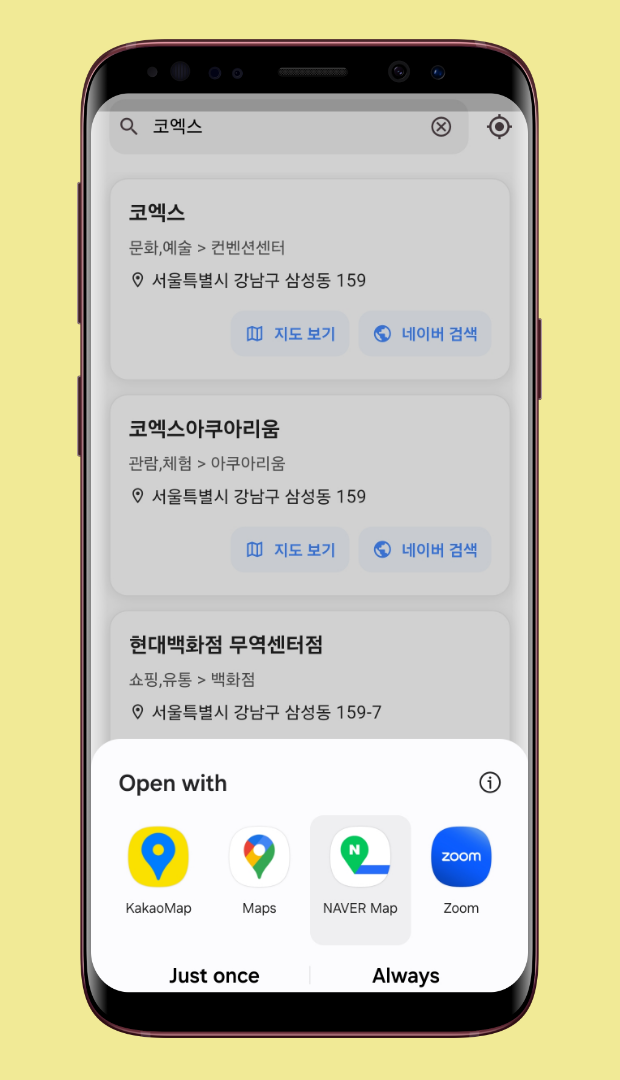 코엑스
코엑스
문화,예술 > 컨벤션센터
서울특별시 강남구 삼성동 159
지도 보기 네이버 검색
코엑스아쿠아리움
관람,체험 > 아쿠아리움
서울특별시 강남구 삼성동 159
지도 보기 네이버 검색
현대백화점 무역센터점
쇼핑,유통 > 백화점
서울특별시 강남구 삼성동 159-7
Open with
N zoom
KakaoMap Maps NAVER Map Zoom
Just once Always